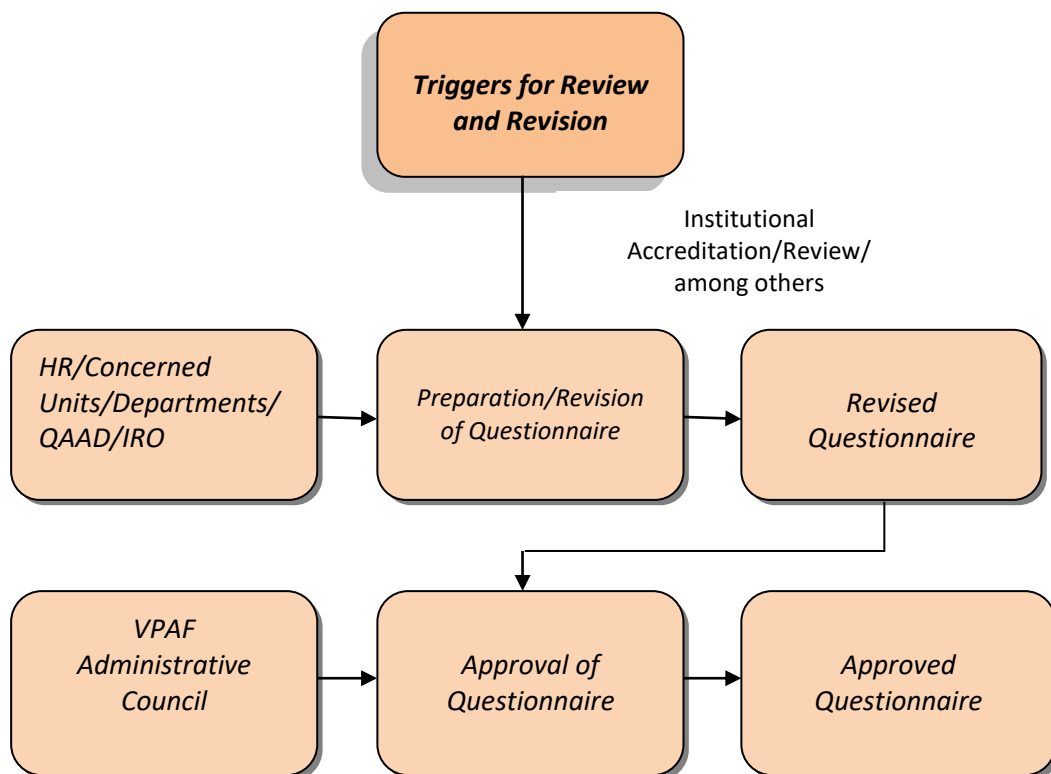 Triggers for Review
and Revision
Institutional
Accreditation/Review/
among others
HR/Concerned
Units/Departments/
QAAD/IRO
Preparation/Revision
of Questionnaire
Revised
Questionnaire
VPAF
Administrative
Council
Approval of
Questionnaire
Approved
Questionnaire